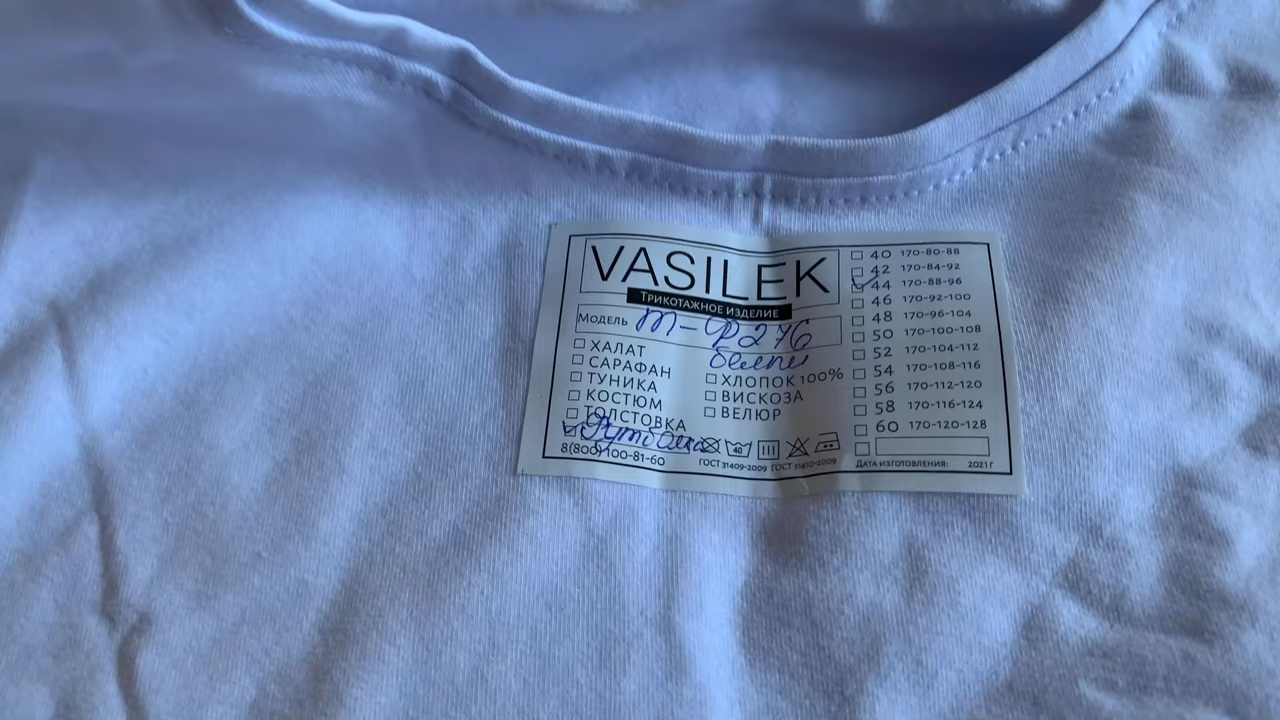 VASILEK
ТРИКОТАЖНОЕ ИЗДЕЛИЕ
МОДЕЛЬ т-Ф276
белый
ХАЛАТ
САРАФАН
ТУНИКА
КОСТЮМ
ТОЛСТОВКА
Футболка
ХЛОПОК 100%
ВИСКОЗА
ВЕЛЮР
40
8(800)100-81-60
ГОСТ 31409-2009 ГОСТ 31410-2009
40 170-80-88
42 170-84-92
44 170-88-96
46 170-92-100
48 170-96-104
50 170-100-108
52 170-104-112
54 170-108-116
56 170-112-120
58 170-116-124
60 170-120-128
ДАТА ИЗГОТОВЛЕНИЯ: 2021 Г